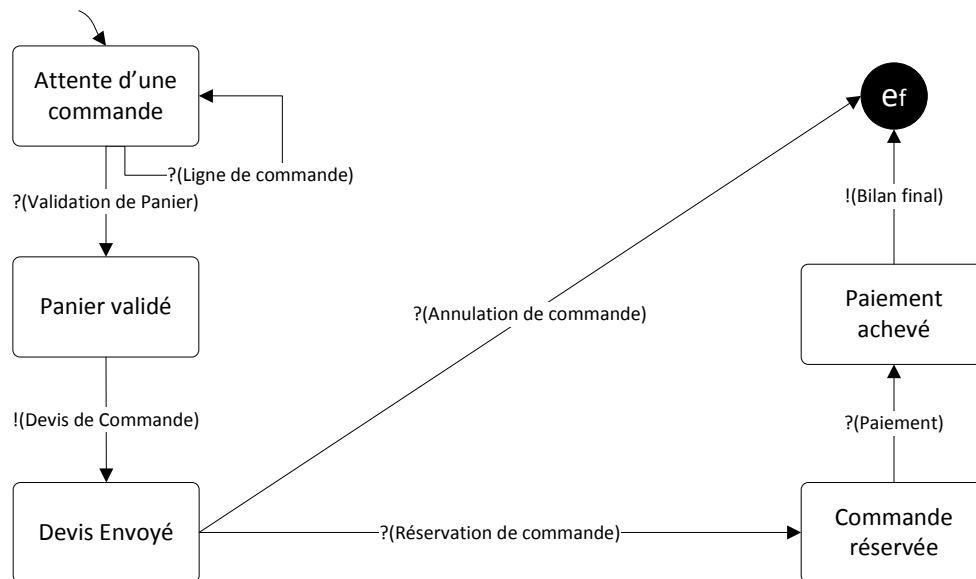 Attente d’une
commande
ef
?(Ligne de commande)
?(Validation de Panier)
!(Bilan final)
Panier validé
?(Annulation de commande)
Paiement
achevé
!(Devis de Commande)
?(Paiement)
Devis Envoyé
?(Réservation de commande)
Commande
réservée